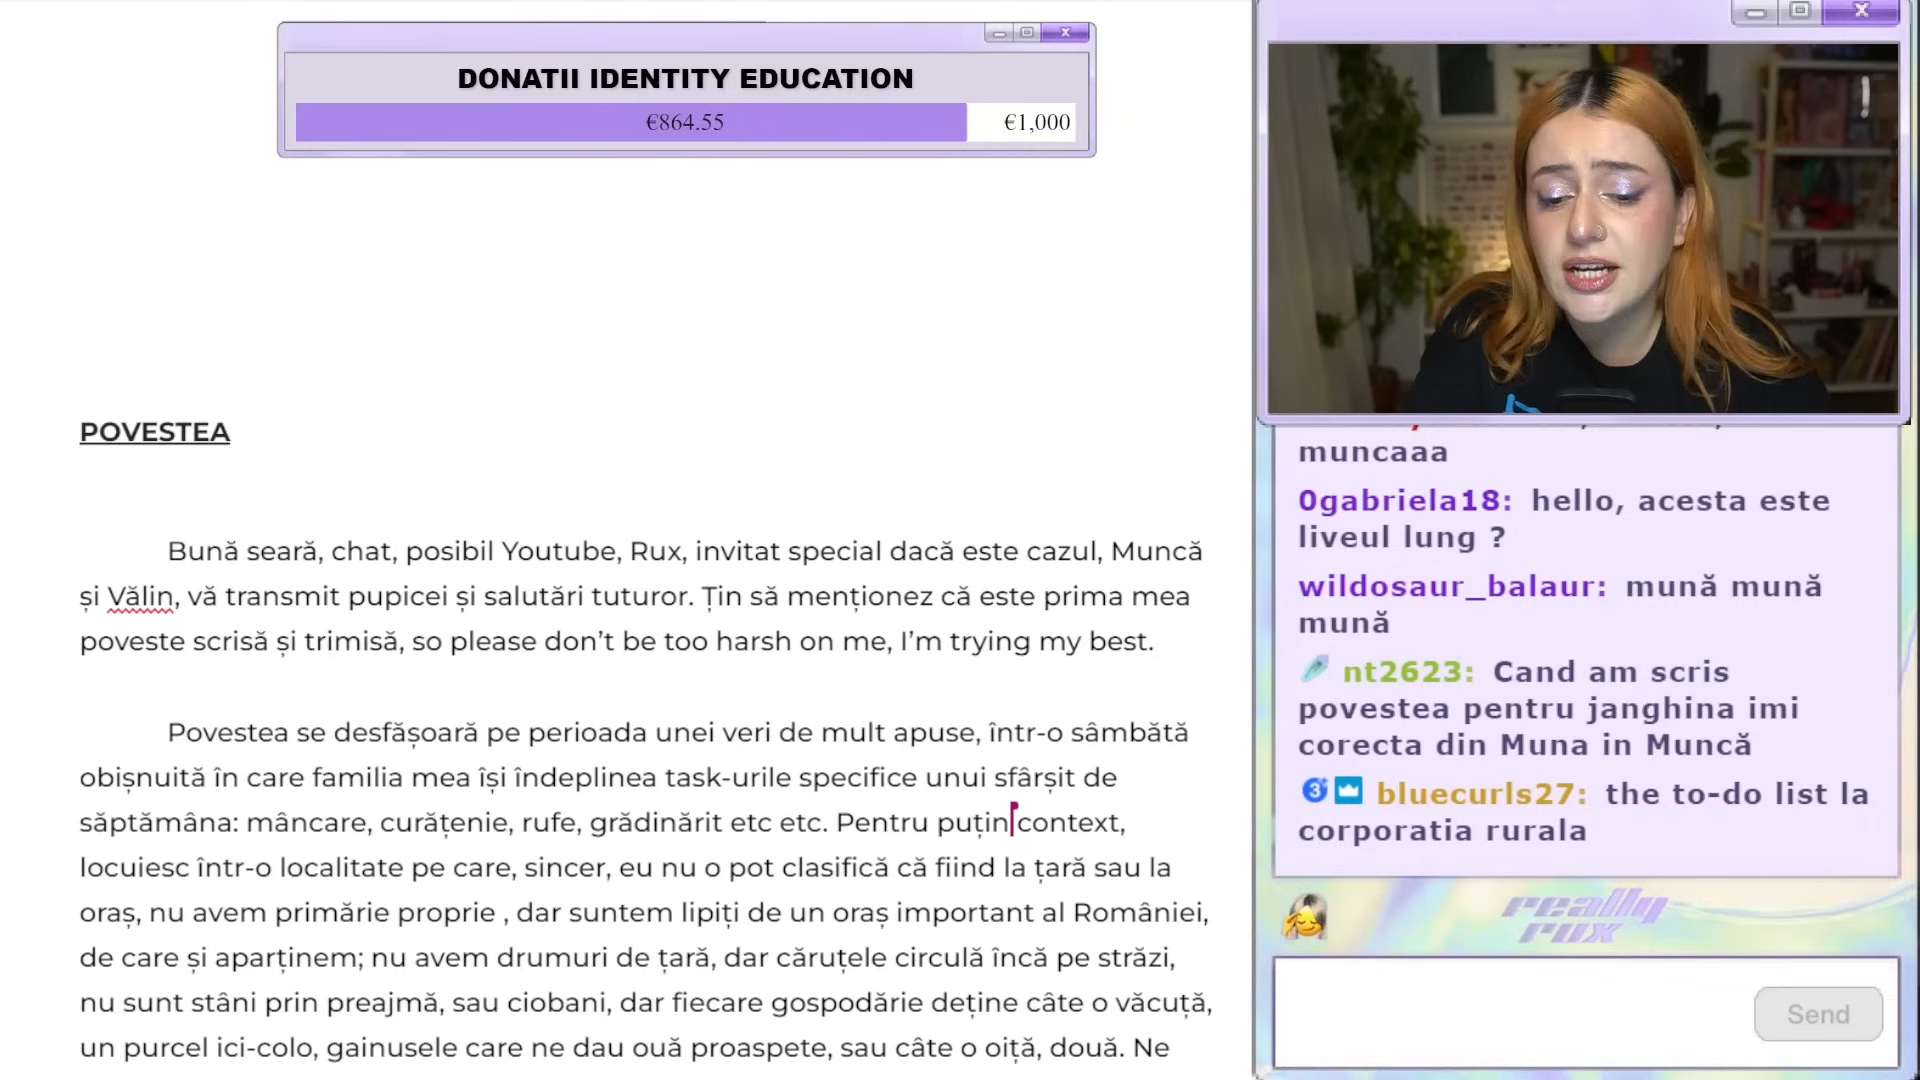 DONATII IDENTITY EDUCATION
€864.55
€1,000
POVESTEA
Bună seară, chat, posibil Youtube, Rux, invitat special dacă este cazul, Muncă
și Vălin, vă transmit pupicei și salutări tuturor. Țin să menționez că este prima mea
poveste scrisă și trimisă, so please don’t be too harsh on me, I’m trying my best.
Povestea se desfășoară pe perioada unei veri de mult apuse, într-o sâmbătă
obișnuită în care familia mea își îndeplinea task-urile specifice unui sfârșit de
săptămâna: mâncare, curățenie, rufe, grădinărit etc etc. Pentru puțin context,
locuiesc într-o localitate pe care, sincer, eu nu o pot clasifică că fiind la țară sau la
oraș, nu avem primărie proprie , dar suntem lipiți de un oraș important al României,
de care și aparținem; nu avem drumuri de țară, dar căruțele circulă încă pe străzi,
nu sunt stâni prin preajmă, sau ciobani, dar fiecare gospodărie deține câte o văcuță,
un purcel ici-colo, gainusele care ne dau ouă proaspete, sau câte o oiță, două. Ne
muncaaa
0gabriela18: hello, acesta este
liveul lung ?
wildosaur_balaur: mună mună
mună
nt2623: Cand am scris
povestea pentru janghina imi
corecta din Muna in Muncă
bluecurls27: the to-do list la
corporatia rurala
really
rux
Send